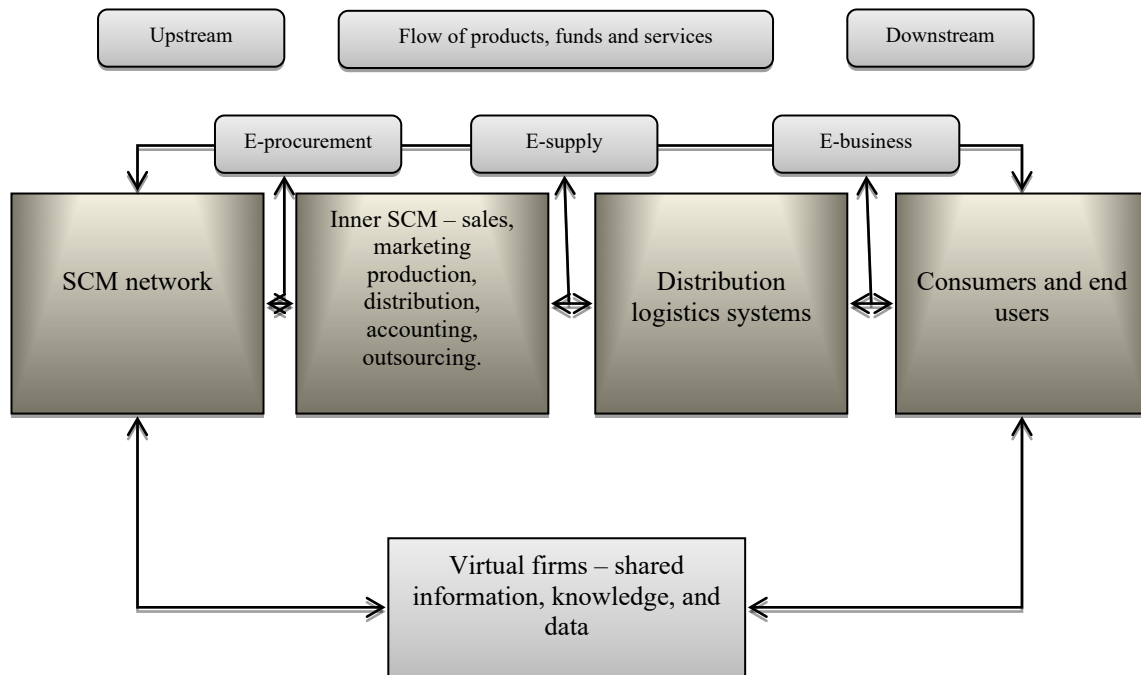 Upstream
Flow of products, funds and services
Downstream
E-procurement
E-supply
E-business
SCM network
Inner SCM – sales,
marketing
production,
distribution,
accounting,
outsourcing.
Distribution
logistics systems
Consumers and end
users
Virtual firms – shared
information, knowledge, and
data